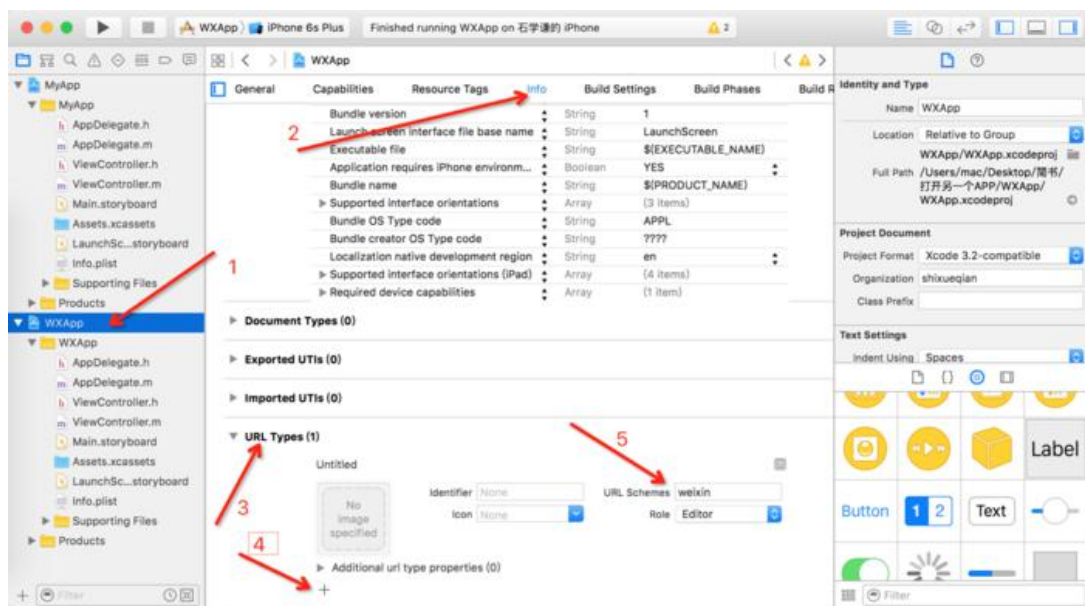 WXApp iPhone 6s Plus Finished running WXApp on 石学谦的 iPhone 2
WXApp
General Capabilities Resource Tags Info Build Settings Build Phases Build R
MyApp
MyApp
AppDelegate.h
AppDelegate.m
ViewController.h
ViewController.m
Main.storyboard
Assets.xcassets
LaunchSc...storyboard
Info.plist
Supporting Files
Products
WXApp
WXApp
AppDelegate.h
AppDelegate.m
ViewController.h
ViewController.m
Main.storyboard
Assets.xcassets
LaunchSc...storyboard
Info.plist
Supporting Files
Products
Filter
1
2
Bundle version String 1
Launch screen interface file base name String LaunchScreen
Executable file String $(EXECUTABLE_NAME)
Application requires iPhone environm... Boolean YES
Bundle name String $(PRODUCT_NAME)
Supported interface orientations Array (3 items)
Bundle OS Type code String APPL
Bundle creator OS Type code String ????
Localization native development region String en
Supported interface orientations (iPad) Array (4 items)
Required device capabilities Array (1 item)
Document Types (0)
Exported UTIs (0)
Imported UTIs (0)
URL Types (1)
5
Untitled
Identifier None URL Schemes weixin
No image specified
Icon None Role Editor
3
4
Additional url type properties (0)
Identity and Type
Name WXApp
Location Relative to Group
WXApp/WXApp.xcodeproj
Full Path /Users/mac/Desktop/简书/
打开另一个APP/WXApp/
WXApp.xcodeproj
Project Document
Project Format Xcode 3.2-compatible
Organization shixueqian
Class Prefix
Text Settings
Indent Using Spaces
Label
Button 1 2 Text
Filter